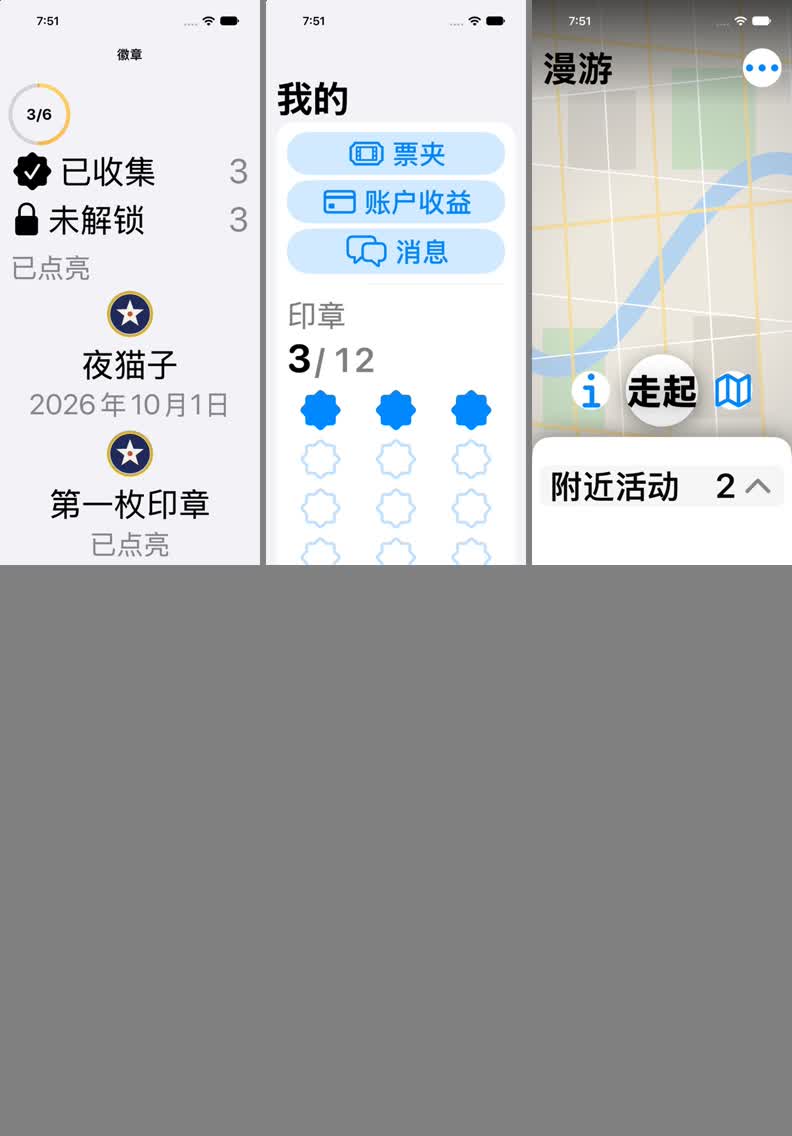 7:51
徽章
3/6
已收集 3
未解锁 3
已点亮
夜猫子
2026年10月1日
第一枚印章
已点亮
7:51
我的
票夹
账户收益
消息
印章
3/ 12
7:51
漫游
走起
附近活动 2